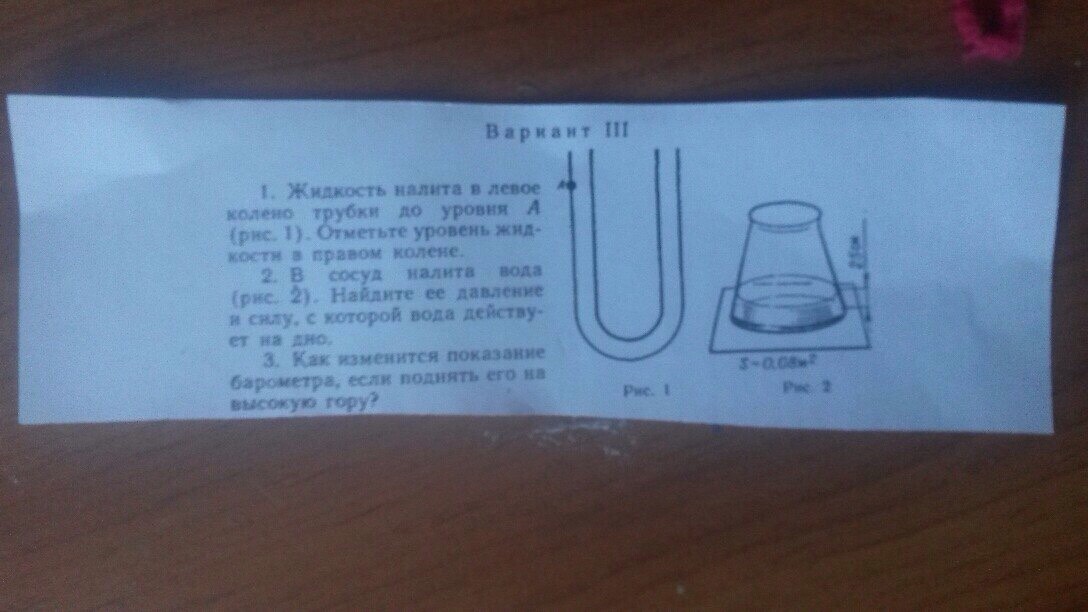 Вариант III
1. Жидкость налита в левое
колено трубки до уровня A
(рис. 1). Отметьте уровень жид-
кости в правом колене.
2. В сосуд налита вода
(рис. 2). Найдите ее давление
и силу, с которой вода действу-
ет на дно.
3. Как изменится показание
барометра, если поднять его на
высокую гору?
A
Рис. 1
25см
S=0,08м²
Рис. 2